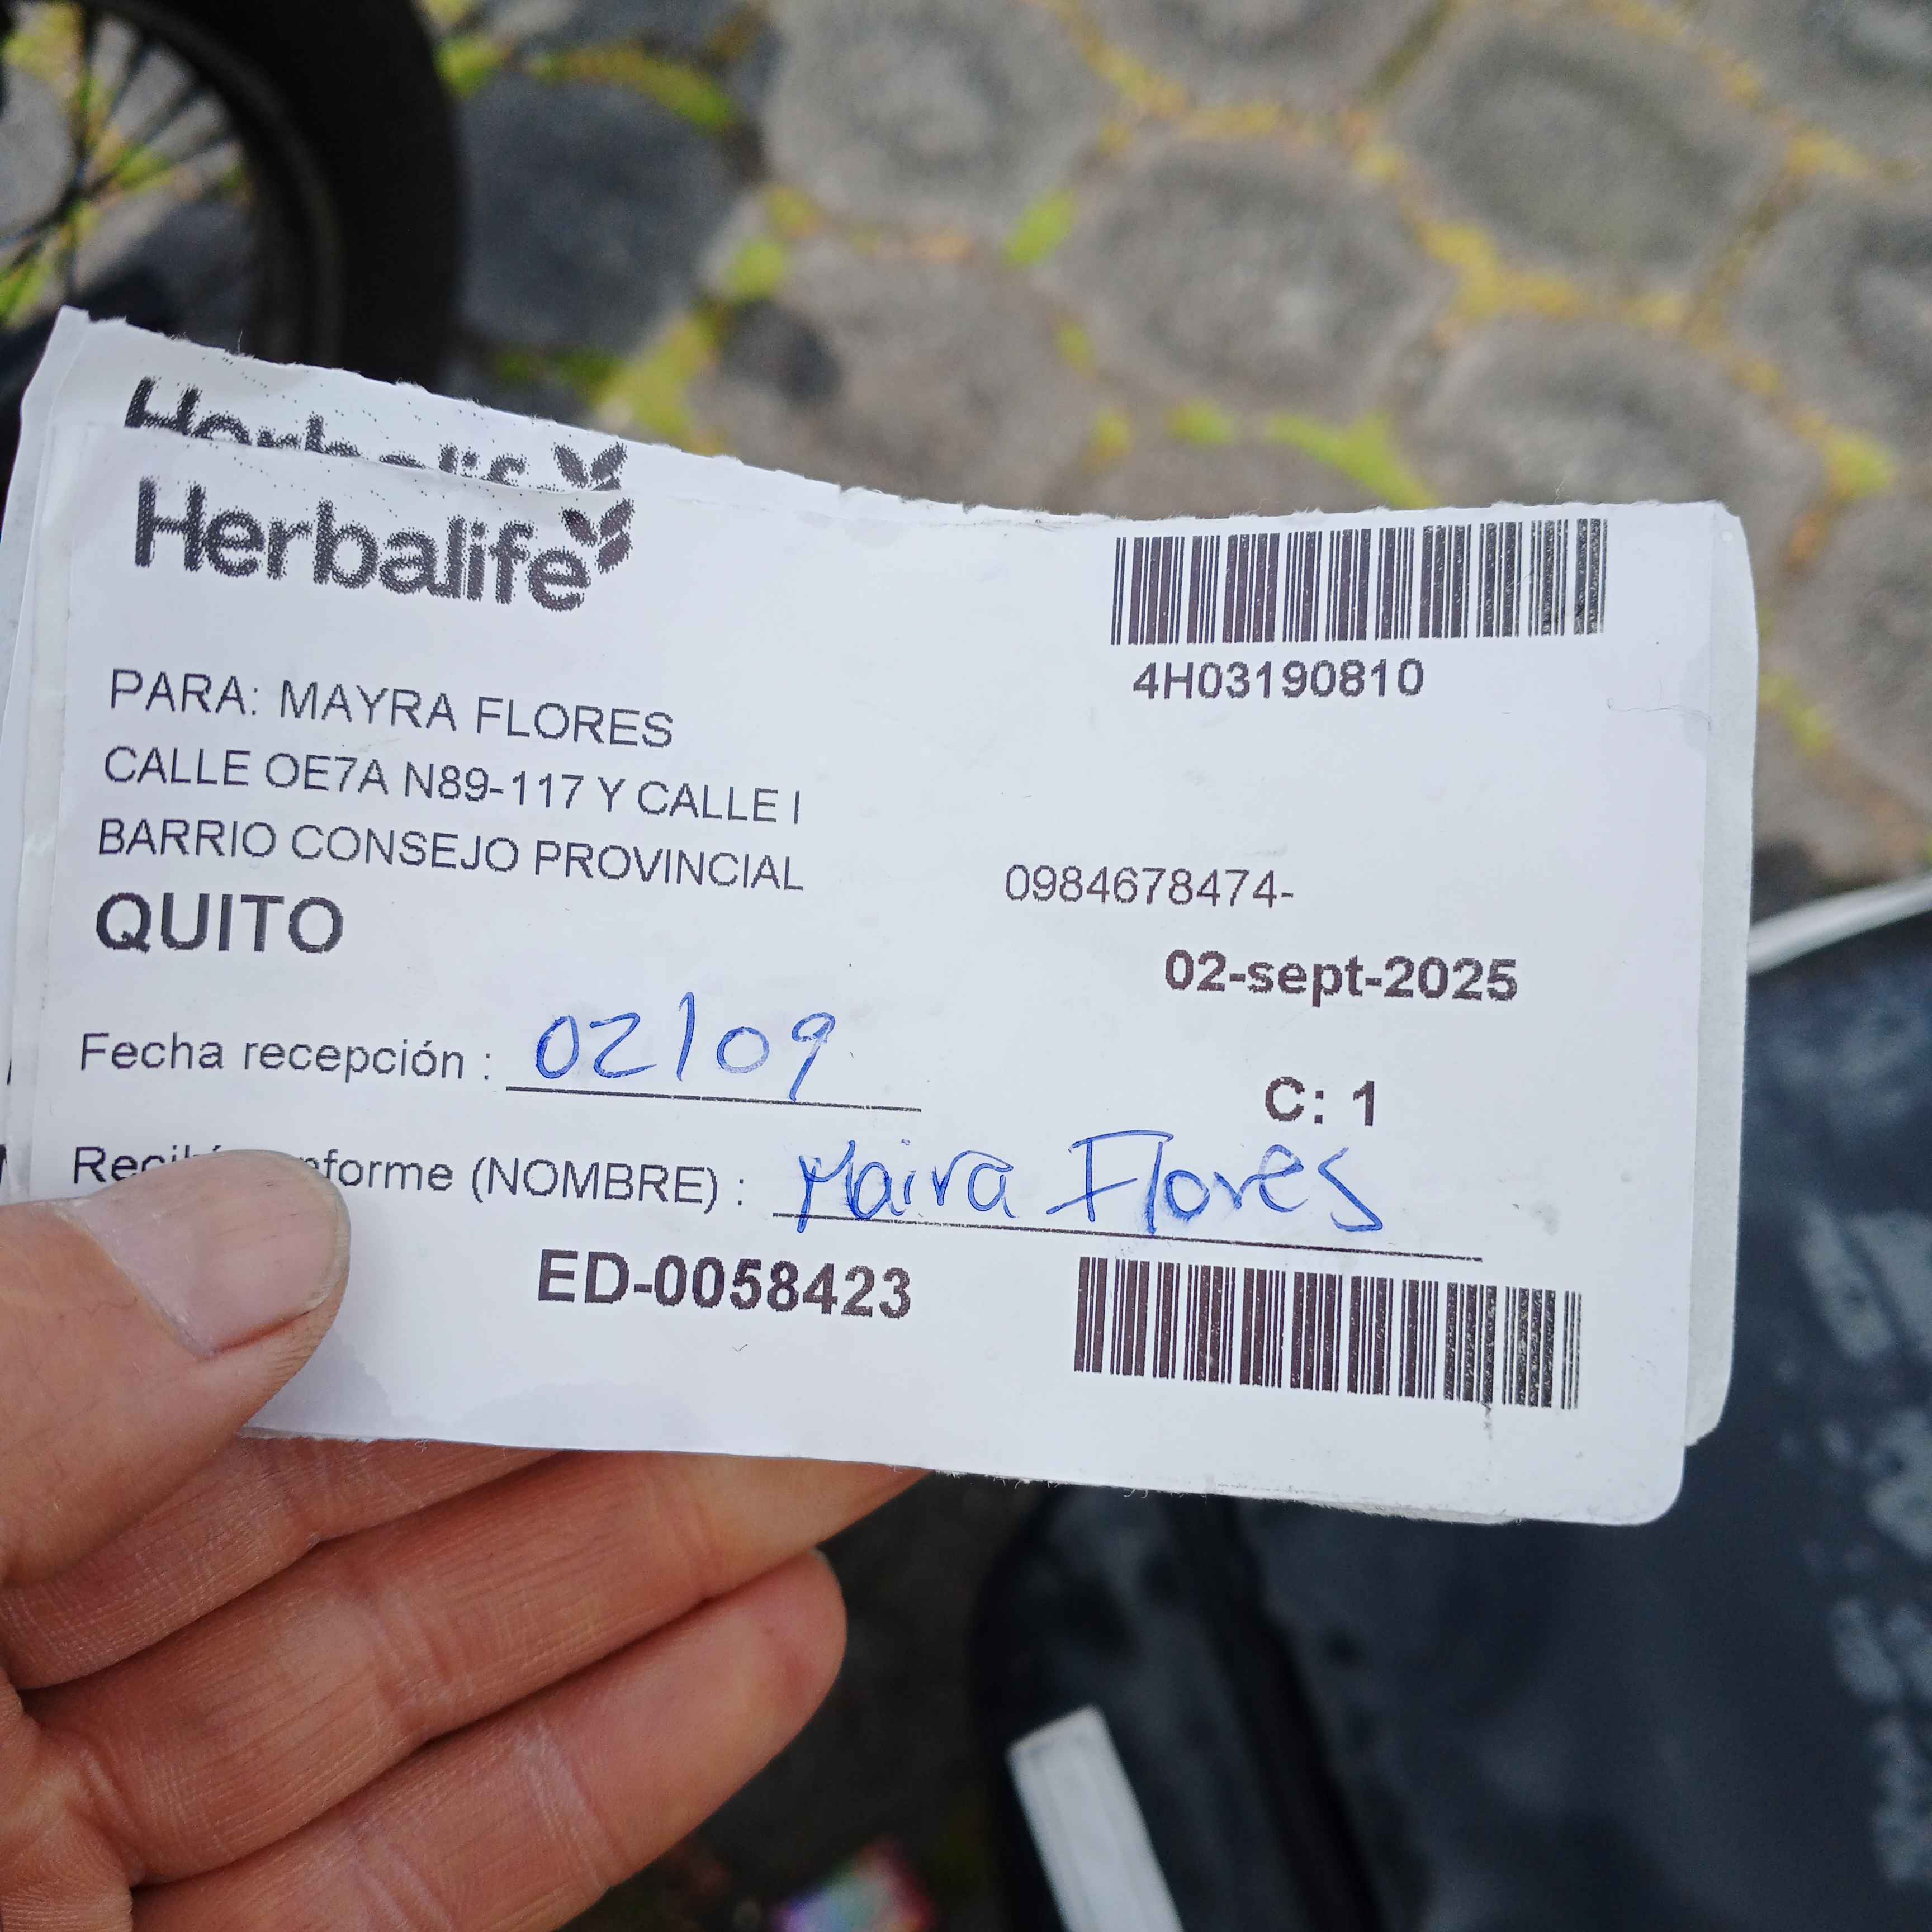 Herbalife
Herbalife
4H03190810
PARA: MAYRA FLORES
CALLE OE7A N89-117 Y CALLE I
BARRIO CONSEJO PROVINCIAL
0984678474-
QUITO
02-sept-2025
Fecha recepción : 02/09
C: 1
(NOMBRE) : Maira Flores
ED-0058423